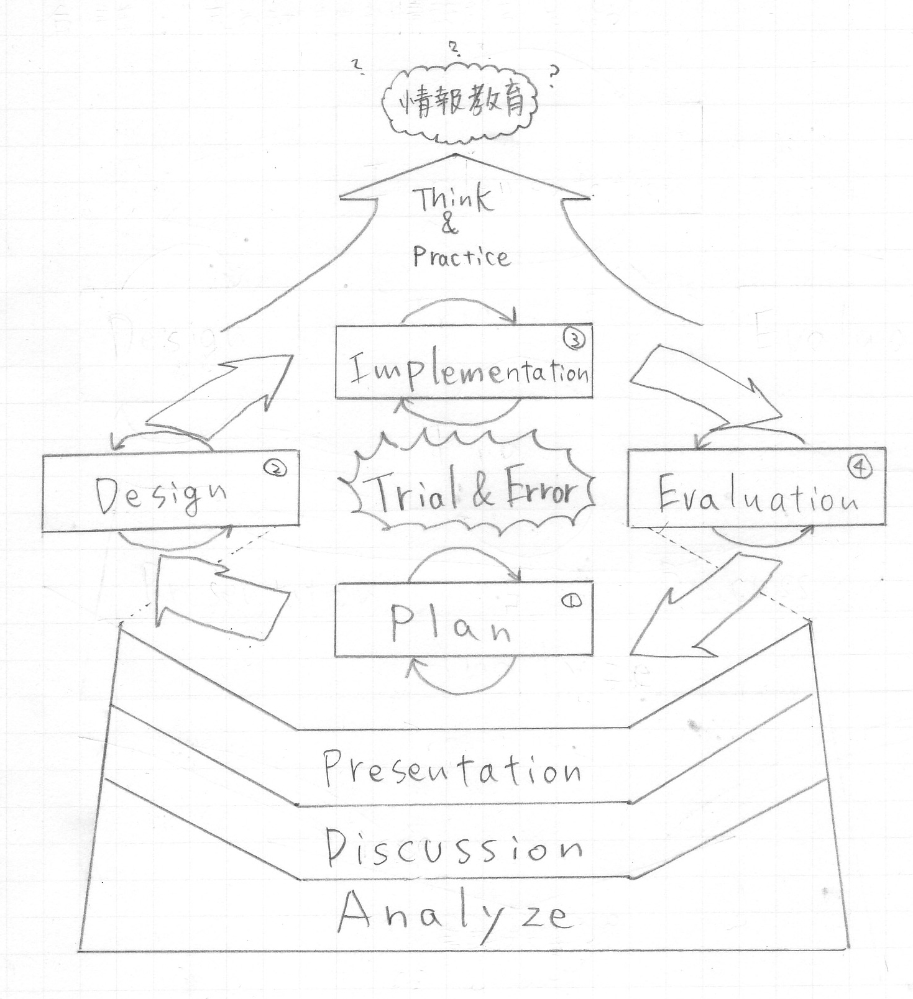 ?
?
?
情報教育
Think
&
Practice
③
Implementation
②
Design
Trial & Error
④
Evaluation
①
Plan
Presentation
Discussion
Analyze